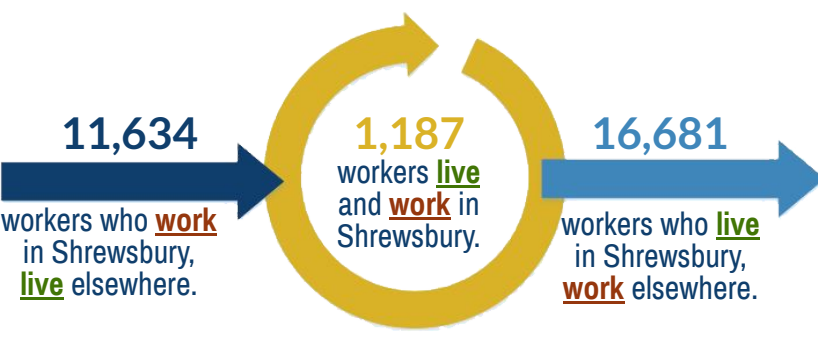 11,634
workers who work
in Shrewsbury,
live elsewhere.
1,187
workers live
and work in
Shrewsbury.
16,681
workers who live
in Shrewsbury,
work elsewhere.